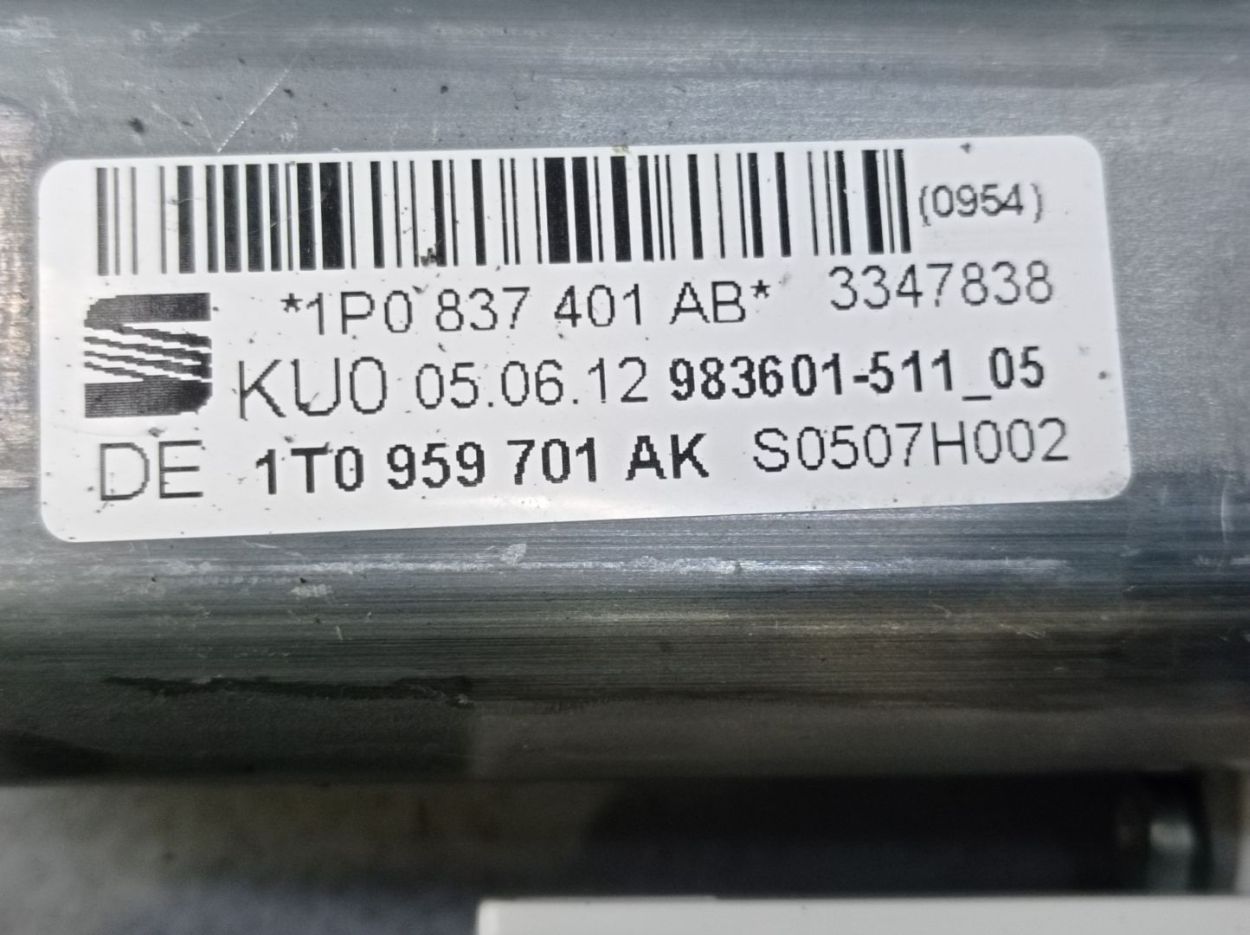 (0954)
*1P0 837 401 AB* 3347838
KUO 05.06.12 983601-511_05
DE 1T0 959 701 AK S0507H002